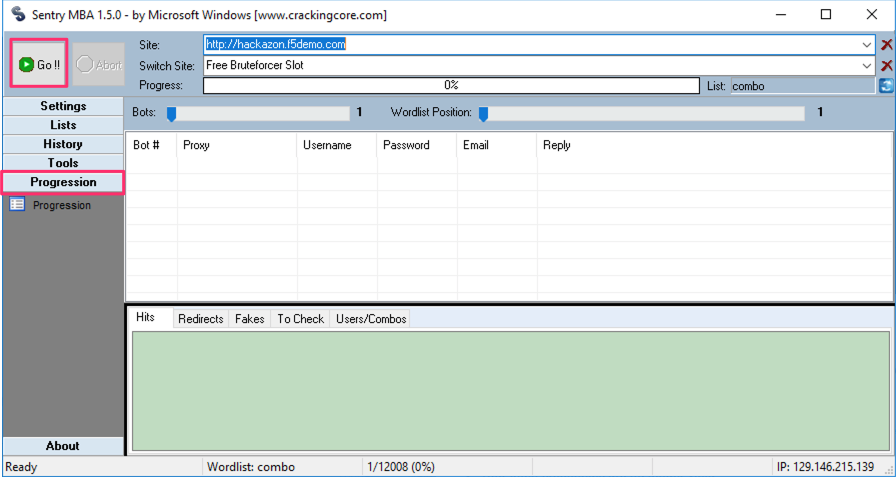 Sentry MBA 1.5.0 - by Microsoft Windows [www.crackingcore.com]
Go !!
Abort
Site:
http://hackazon.f5demo.com
Switch Site:
Free Bruteforcer Slot
Progress:
0%
List:
combo
Settings
Lists
History
Tools
Progression
Progression
About
Bots:
1
Wordlist Position:
1
Bot # Proxy Username Password Email Reply
Hits Redirects Fakes To Check Users/Combos
Ready Wordlist: combo 1/12008 (0%) IP: 129.146.215.139